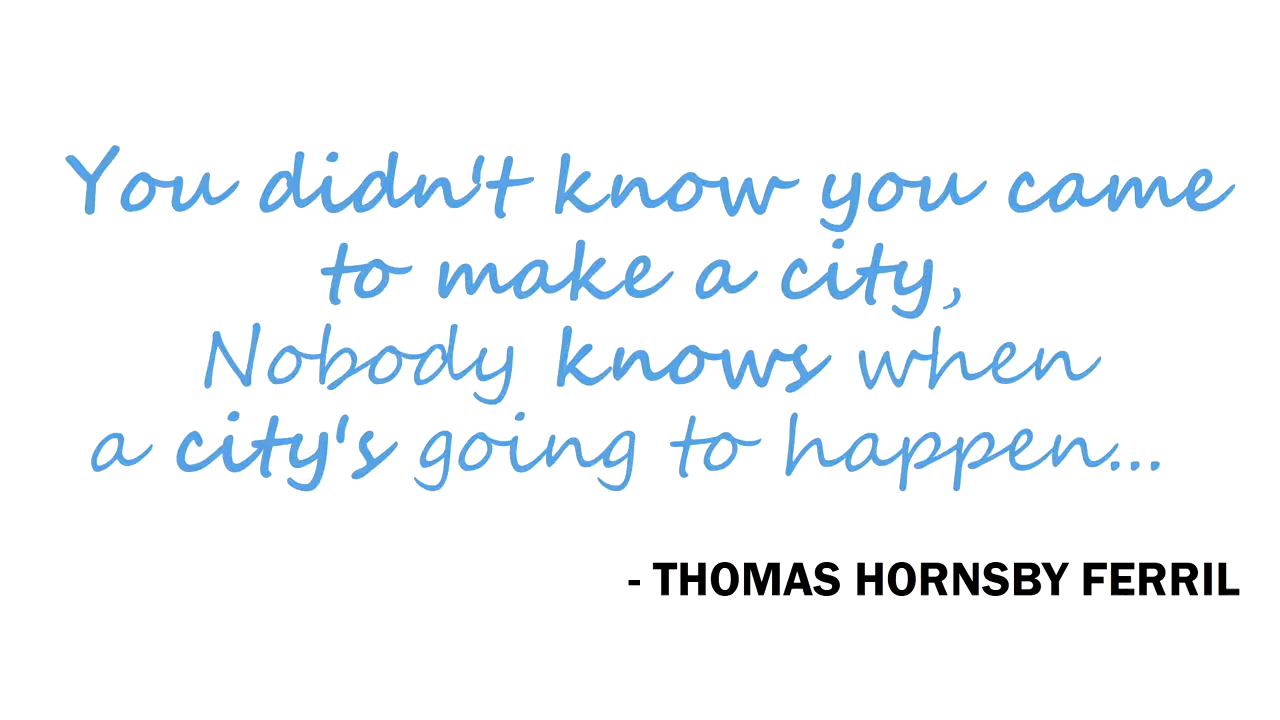 You didn't know you came
to make a city,
Nobody knows when
a city's going to happen...
- THOMAS HORNSBY FERRIL